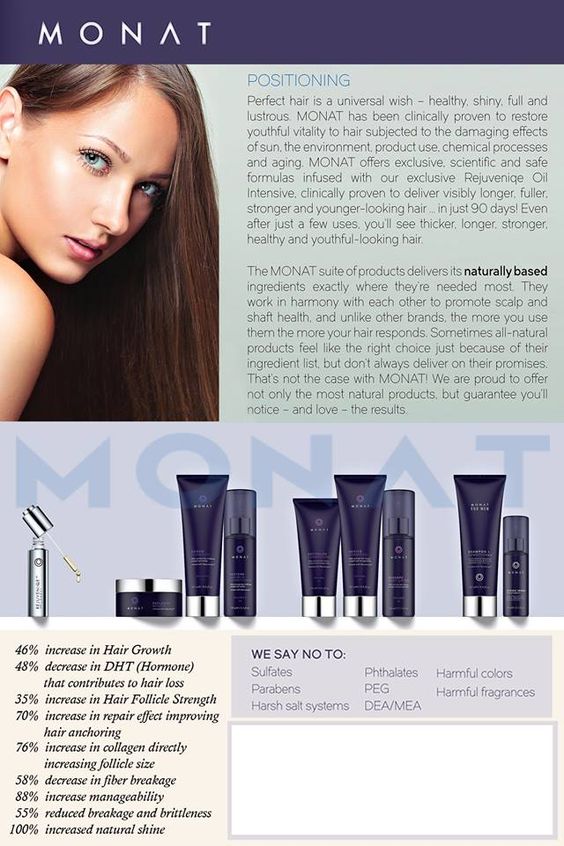 MONAT
POSITIONING
Perfect hair is a universal wish – healthy, shiny, full and
lustrous. MONAT has been clinically proven to restore
youthful vitality to hair subjected to the damaging effects
of sun, the environment, product use, chemical processes
and aging. MONAT offers exclusive, scientific and safe
formulas infused with our exclusive Rejuveniqe Oil
Intensive, clinically proven to deliver visibly longer, fuller,
stronger and younger-looking hair ... in just 90 days! Even
after just a few uses, you'll see thicker, longer, stronger,
healthy and youthful-looking hair.
The MONAT suite of products delivers its naturally based
ingredients exactly where they're needed most. They
work in harmony with each other to promote scalp and
shaft health, and unlike other brands, the more you use
them the more your hair responds. Sometimes all-natural
products feel like the right choice just because of their
ingredient list, but don't always deliver on their promises.
That's not the case with MONAT! We are proud to offer
not only the most natural products, but guarantee you'll
notice – and love – the results.
MONAT
MONAT
MONAT
MONAT
MONAT
MONAT
MONAT
MONAT
FOR MEN
SHAMPOO +
MONAT
46% increase in Hair Growth
48% decrease in DHT (Hormone)
that contributes to hair loss
35% increase in Hair Follicle Strength
70% increase in repair effect improving
hair anchoring
76% increase in collagen directly
increasing follicle size
58% decrease in fiber breakage
88% increase manageability
55% reduced breakage and brittleness
100% increased natural shine
WE SAY NO TO:
Sulfates
Parabens
Harsh salt systems
Phthalates
PEG
DEA/MEA
Harmful colors
Harmful fragrances